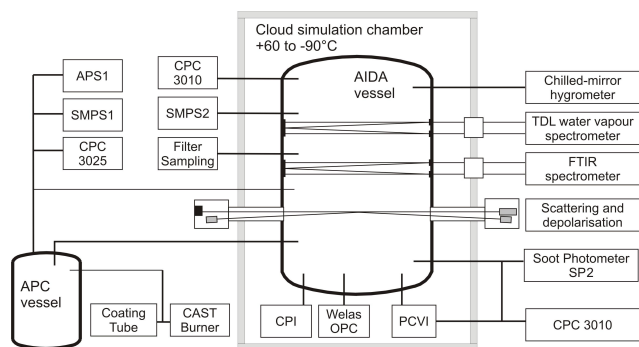 Cloud simulation chamber
+60 to -90°C
APS1
SMPS1
CPC
3025
CPC
3010
SMPS2
Filter
Sampling
AIDA
vessel
Chilled-mirror
hygrometer
TDL water vapour
spectrometer
FTIR
spectrometer
Scattering and
depolarisation
Soot Photometer
SP2
CPC 3010
APC
vessel
Coating
Tube
CAST
Burner
CPI
Welas
OPC
PCVI